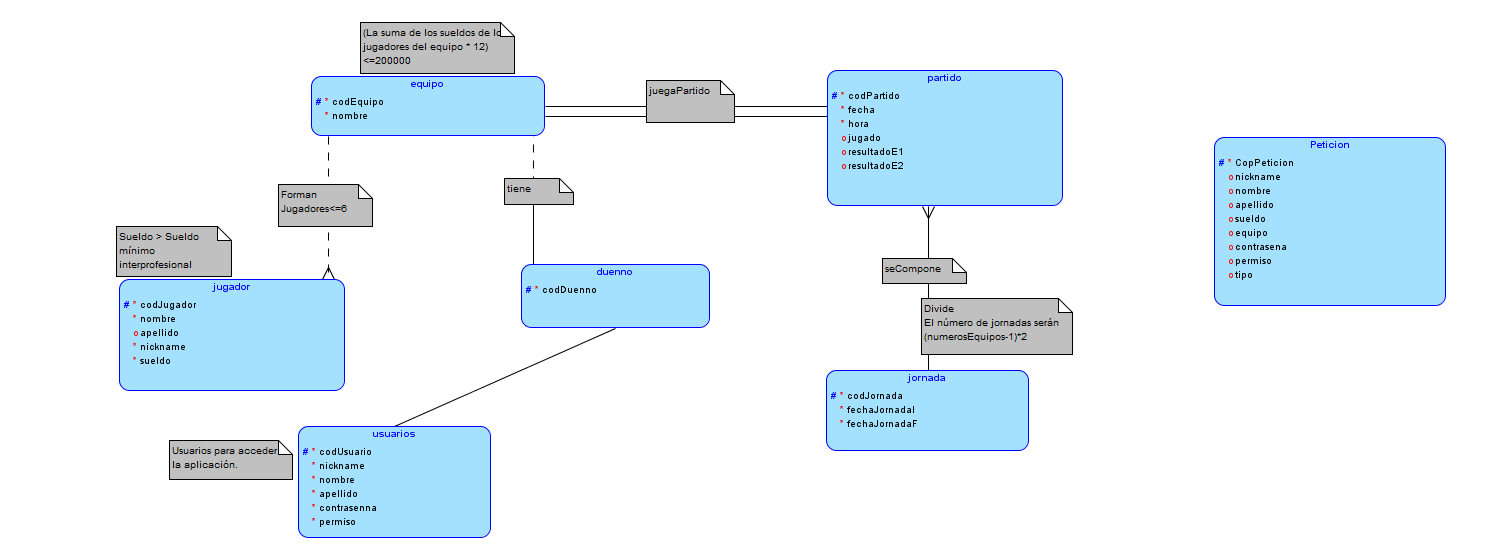 (La suma de los sueldos de lo
jugadores del equipo * 12)
<=200000
equipo
# * codEquipo
* nombre
juegaPartido
partido
# * codPartido
* fecha
* hora
o jugado
o resultadoE1
o resultadoE2
Peticion
# * CopPeticion
o nickname
o nombre
o apellido
o sueldo
o equipo
o contrasena
o permiso
o tipo
Forman
Jugadores<=6
tiene
Sueldo > Sueldo
mínimo
interprofesional
jugador
# * codJugador
* nombre
o apellido
* nickname
* sueldo
duenno
# * codDuenno
seCompone
Divide
El número de jornadas serán
(numerosEquipos-1)*2
jornada
# * codJornada
* fechaJornadaI
* fechaJornadaF
Usuarios para acceder
la aplicación.
usuarios
# * codUsuario
* nickname
* nombre
* apellido
* contrasenna
* permiso